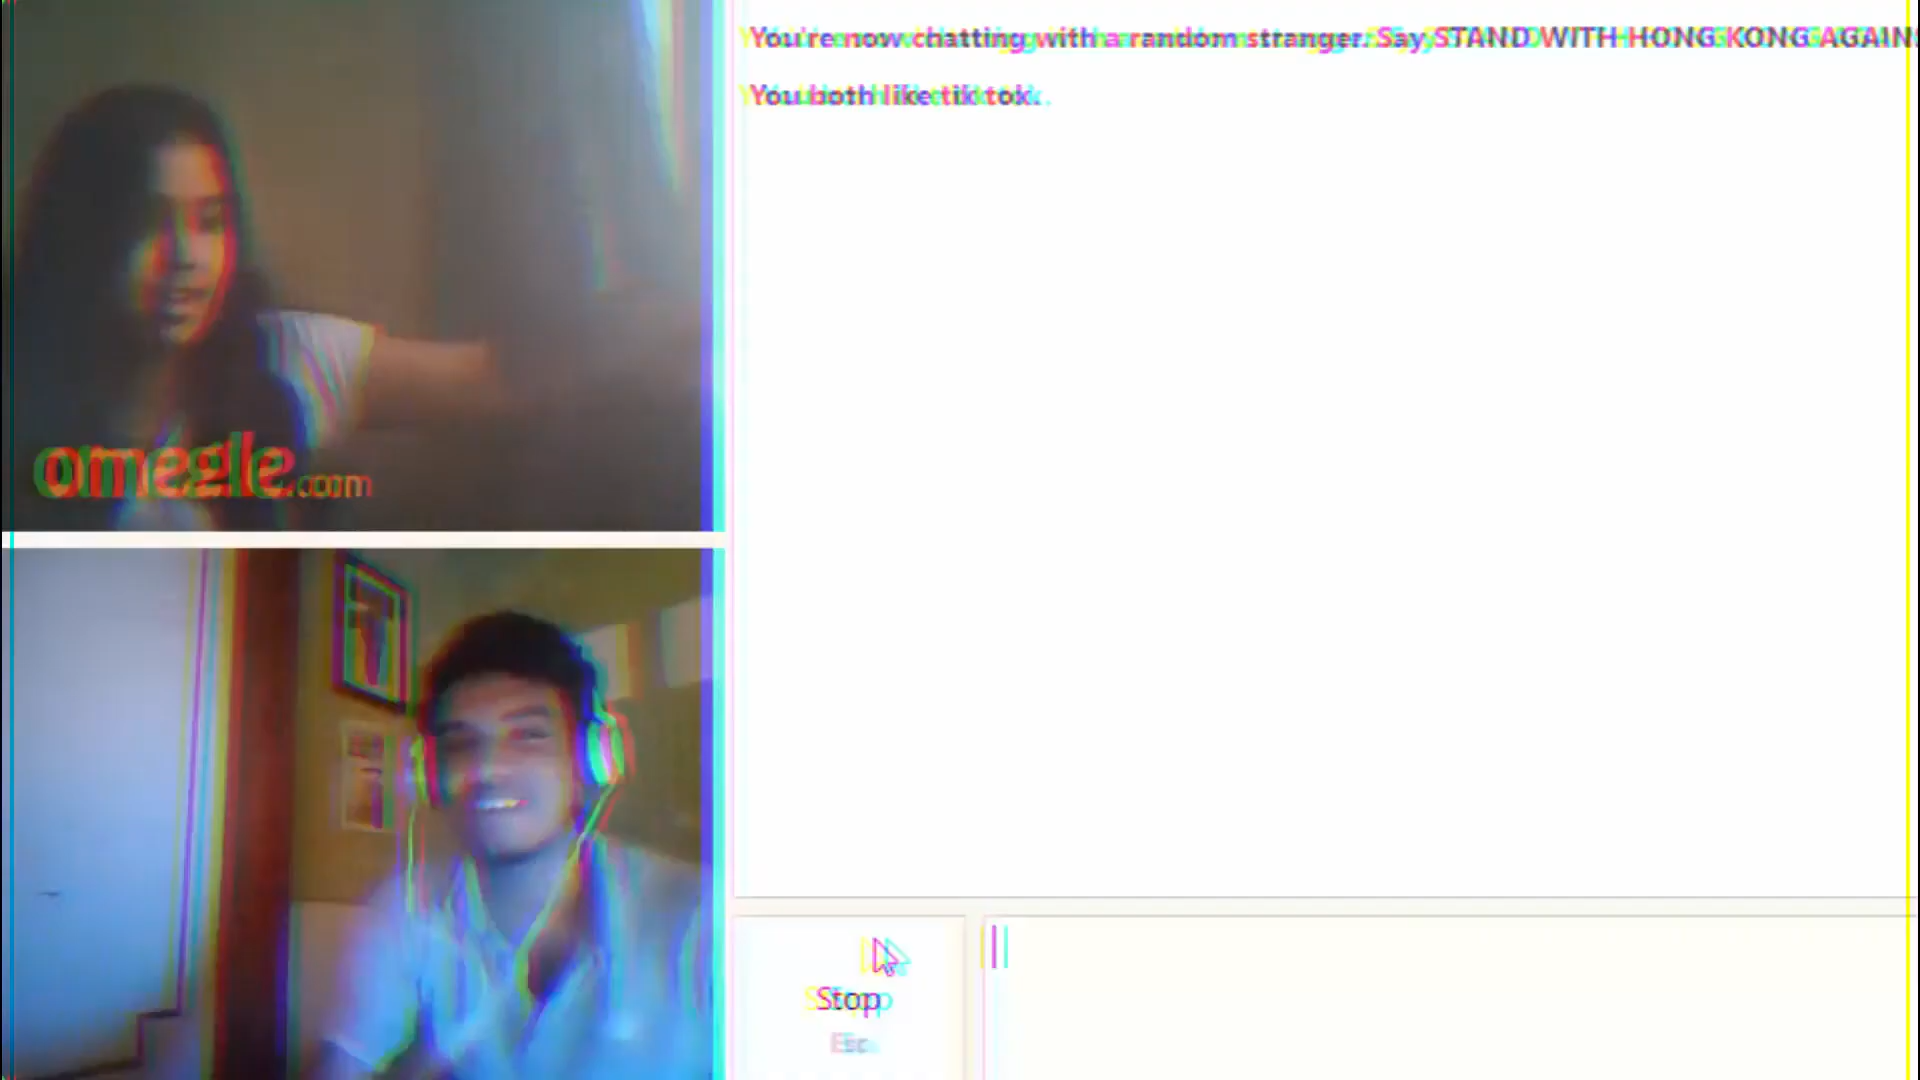 You're now chatting with a random stranger. Say STAND WITH HONG KONG AGAINS
You both like tik tok.
omegle.com
Stop
Esc